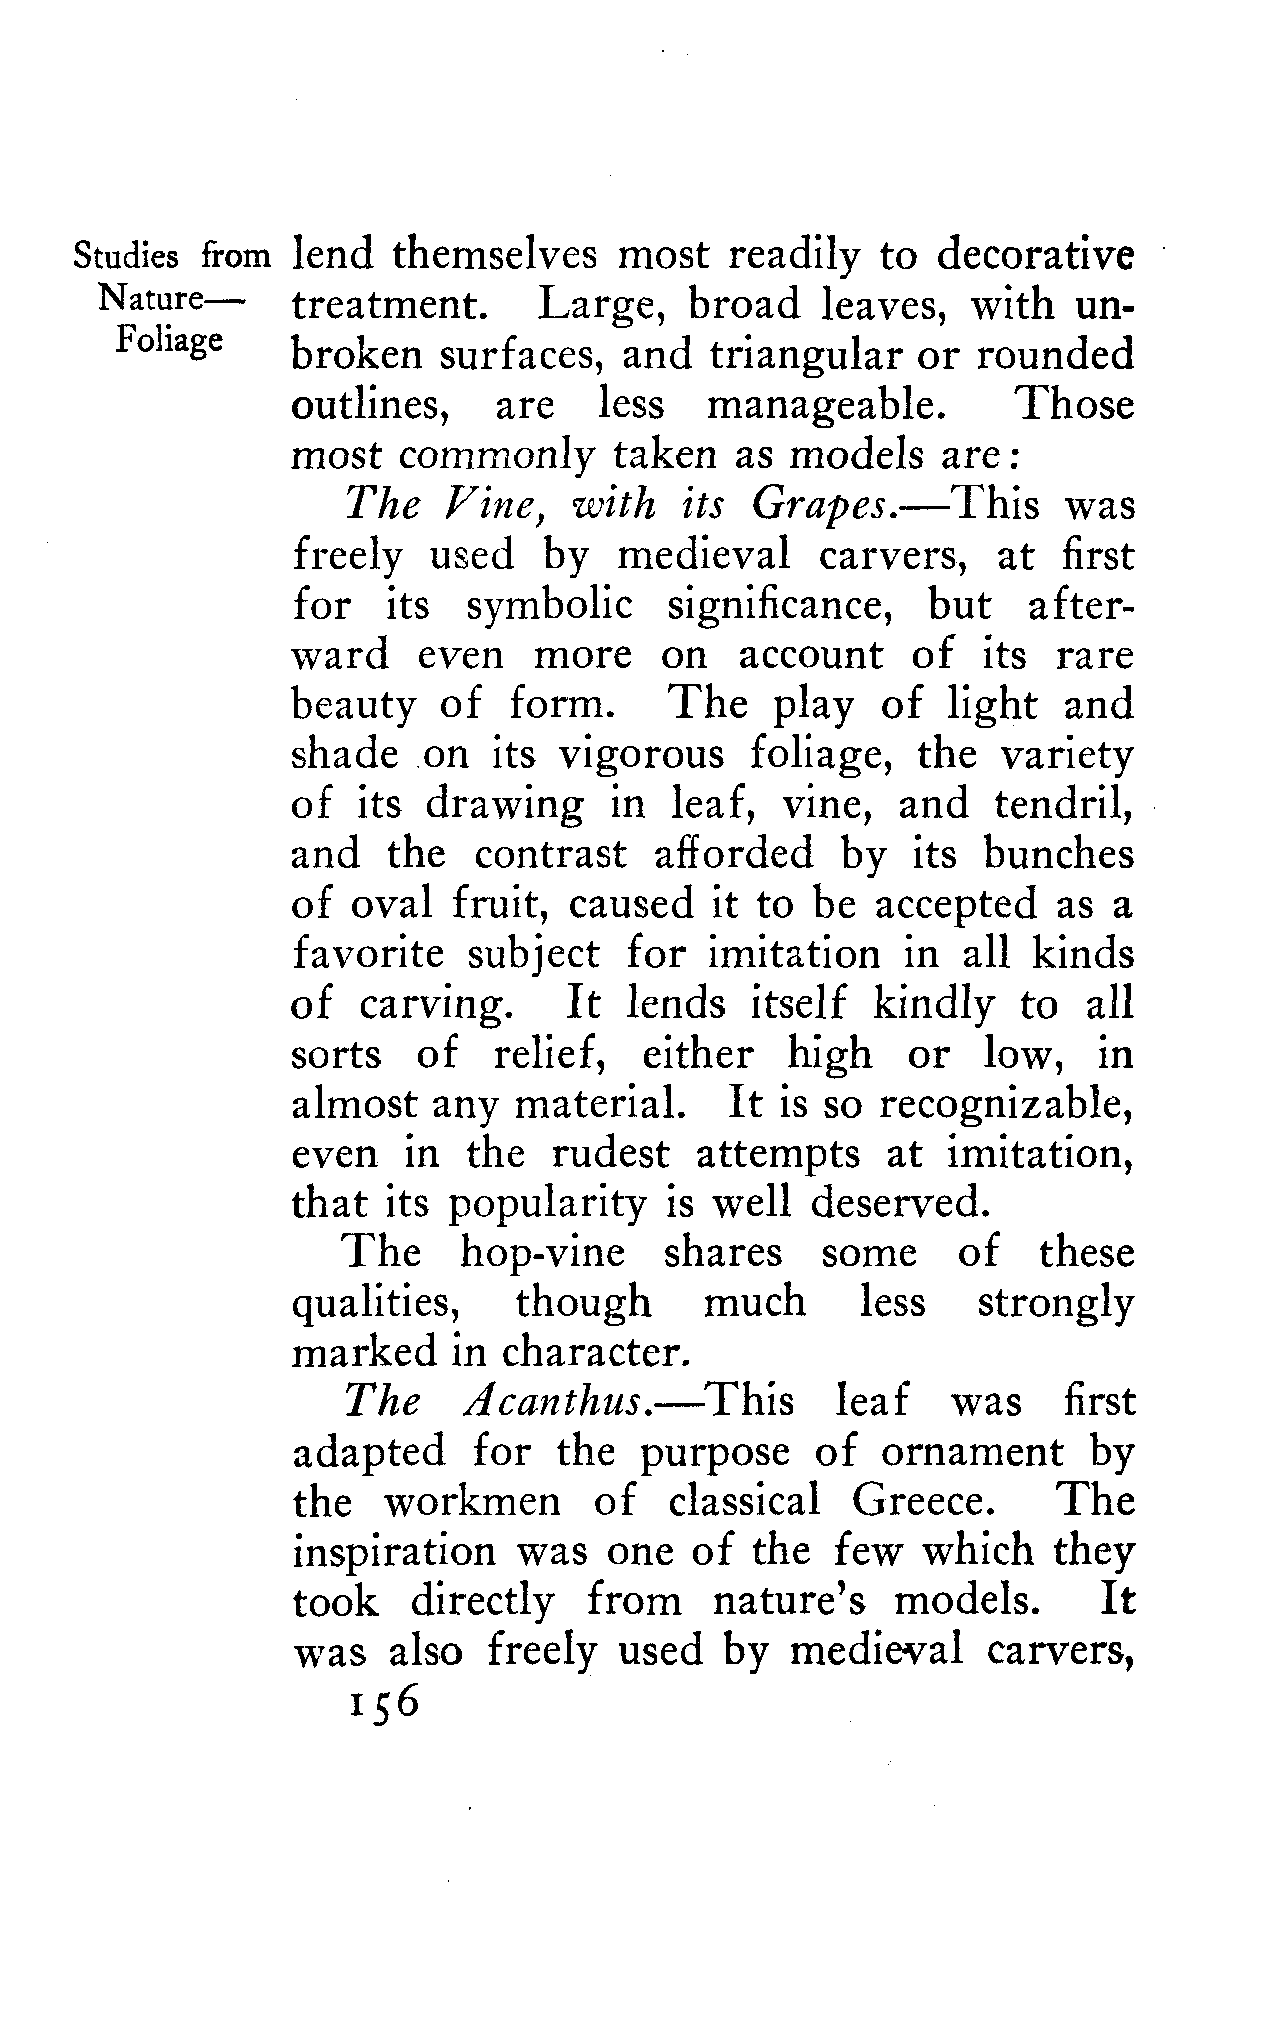 Studies from
Nature—
Foliage
lend themselves most readily to decorative
treatment. Large, broad leaves, with un-
broken surfaces, and triangular or rounded
outlines, are less manageable. Those
most commonly taken as models are:
The Vine, with its Grapes.—This was
freely used by medieval carvers, at first
for its symbolic significance, but after-
ward even more on account of its rare
beauty of form. The play of light and
shade on its vigorous foliage, the variety
of its drawing in leaf, vine, and tendril,
and the contrast afforded by its bunches
of oval fruit, caused it to be accepted as a
favorite subject for imitation in all kinds
of carving. It lends itself kindly to all
sorts of relief, either high or low, in
almost any material. It is so recognizable,
even in the rudest attempts at imitation,
that its popularity is well deserved.
The hop-vine shares some of these
qualities, though much less strongly
marked in character.
The Acanthus.—This leaf was first
adapted for the purpose of ornament by
the workmen of classical Greece. The
inspiration was one of the few which they
took directly from nature's models. It
was also freely used by medieval carvers,
156